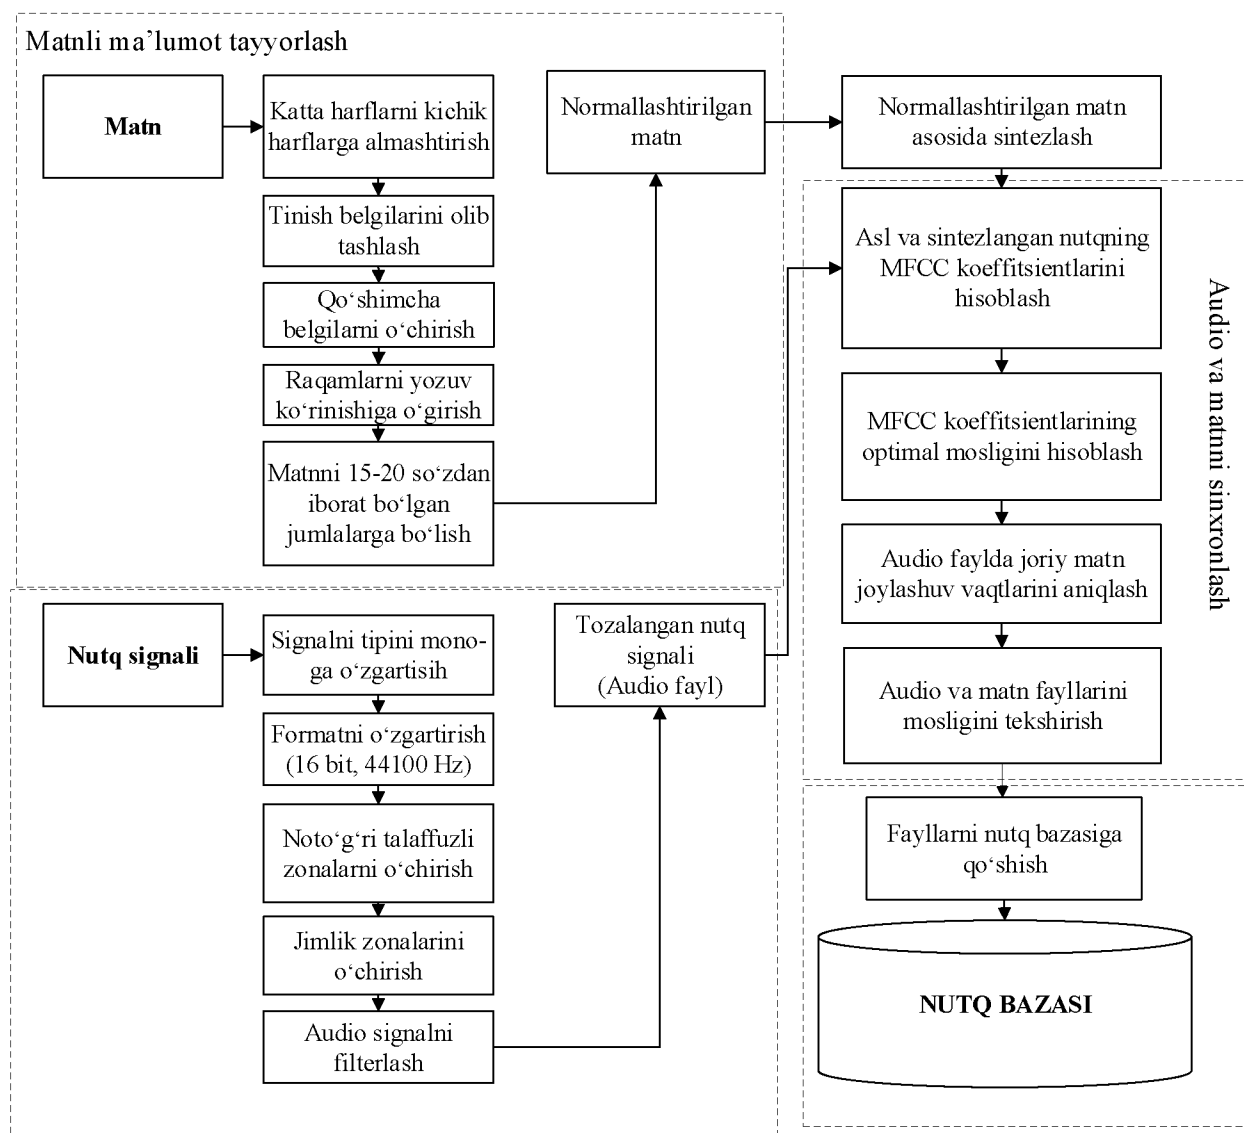 Matnli ma’lumot tayyorlash
Matn
Katta harflarni kichik
harflarga almashtirish
Tinish belgilarini olib
tashlash
Qo‘shimcha
belgilarni o‘chirish
Raqamlarni yozuv
ko‘rinishiga o‘girish
Matnni 15-20 so‘zdan
iborat bo‘lgan
jumlalarga bo‘lish
Normallashtirilgan
matn
Normallashtirilgan matn
asosida sintezlash
Nutq signali
Signalni tipini mono-
ga o‘zgartisih
Formatni o‘zgartirish
(16 bit, 44100 Hz)
Noto‘g‘ri talaffuzli
zonalarni o‘chirish
Jimlik zonalarini
o‘chirish
Audio signalni
filterlash
Tozalangan nutq
signali
(Audio fayl)
Audio va matnni sinxronlash
Asl va sintezlangan nutqning
MFCC koeffitsientlarini
hisoblash
MFCC koeffitsientlarining
optimal mosligini hisoblash
Audio faylda joriy matn
joylashuv vaqtlarini aniqlash
Audio va matn fayllarini
mosligini tekshirish
Fayllarni nutq bazasiga
qo‘shish
NUTQ BAZASI